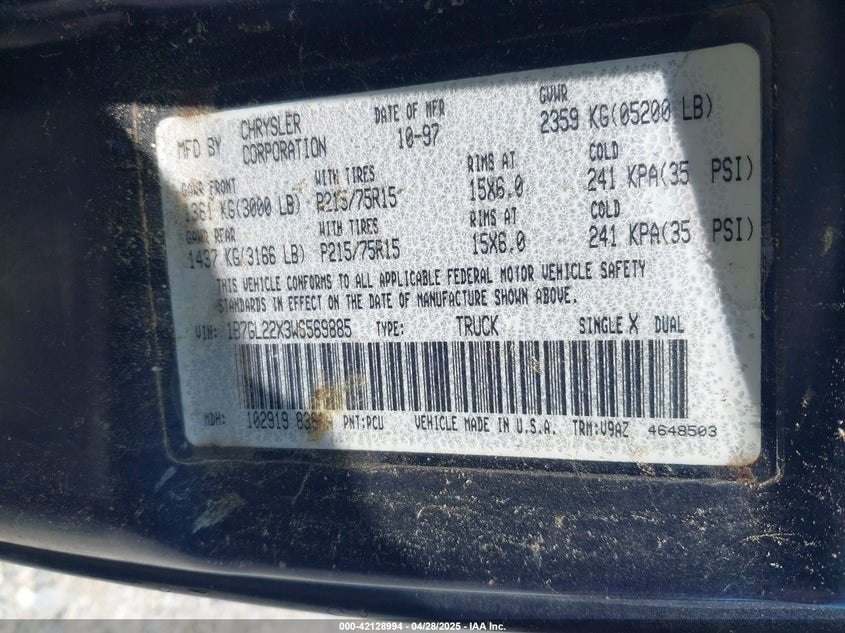 MFD BY CHRYSLER CORPORATION DATE OF MFR 10-97 GVWR 2359 KG(05200 LB)
GAWR FRONT WITH TIRES RIMS AT COLD
1361 KG(3000 LB) P215/75R15 15X6.0 241 KPA(35 PSI)
GAWR REAR WITH TIRES RIMS AT COLD
1437 KG(3166 LB) P215/75R15 15X6.0 241 KPA(35 PSI)
THIS VEHICLE CONFORMS TO ALL APPLICABLE FEDERAL MOTOR VEHICLE SAFETY
STANDARDS IN EFFECT ON THE DATE OF MANUFACTURE SHOWN ABOVE.
VIN: 1B7GL22X3WS569885 TYPE: TRUCK SINGLE X DUAL
MDH: 102919 PNT:PCU VEHICLE MADE IN U.S.A. TRM:V9AZ 4648503
000-42128994 - 04/28/2025 - IAA Inc.